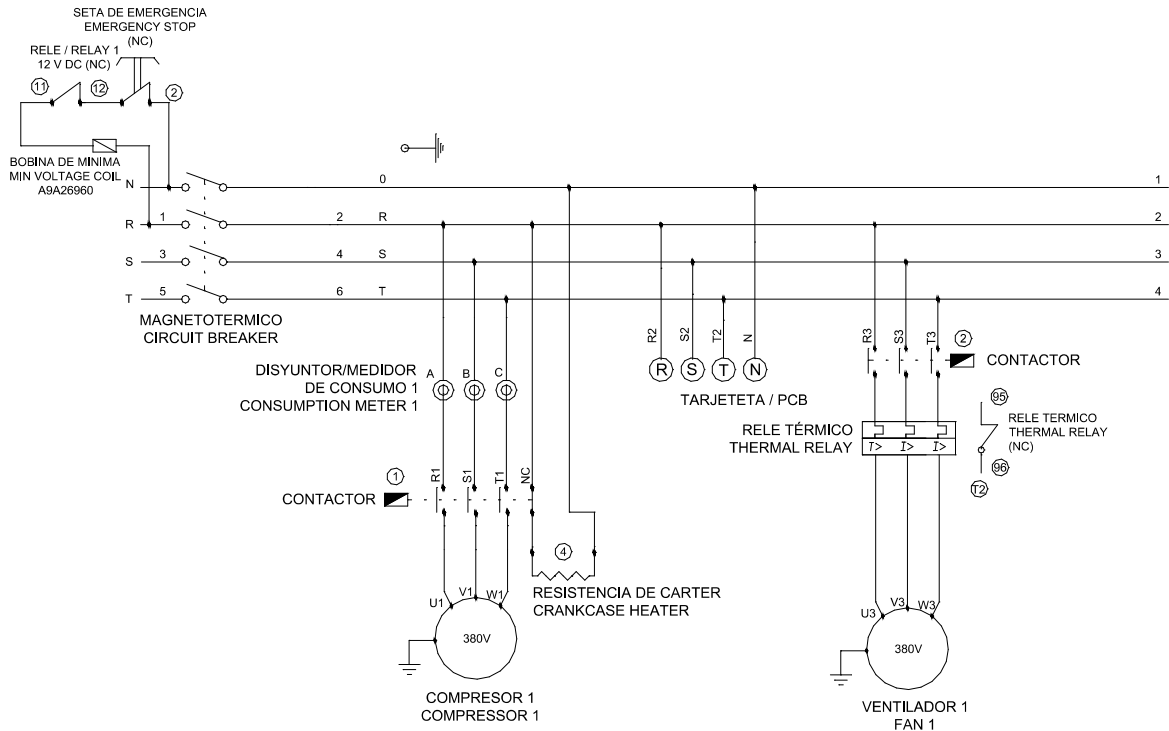 SETA DE EMERGENCIA
EMERGENCY STOP
(NC)
RELE / RELAY 1
12 V DC (NC)
11
12
2
BOBINA DE MINIMA
MIN VOLTAGE COIL
A9A26960
N
0
1
R
1
2
R
2
S
3
4
S
3
T
5
6
T
4
MAGNETOTERMICO
CIRCUIT BREAKER
DISYUNTOR/MEDIDOR
DE CONSUMO 1
CONSUMPTION METER 1
A
B
C
R2
S2
T2
N
R
S
T
N
TARJETETA / PCB
R3
S3
T3
2
CONTACTOR
RELE TÉRMICO
THERMAL RELAY
I>
I>
I>
95
RELE TERMICO
THERMAL RELAY
(NC)
96
T2
1
CONTACTOR
R1
S1
T1
NC
4
RESISTENCIA DE CARTER
CRANKCASE HEATER
U1
V1
W1
380V
COMPRESOR 1
COMPRESSOR 1
U3
V3
W3
380V
VENTILADOR 1
FAN 1